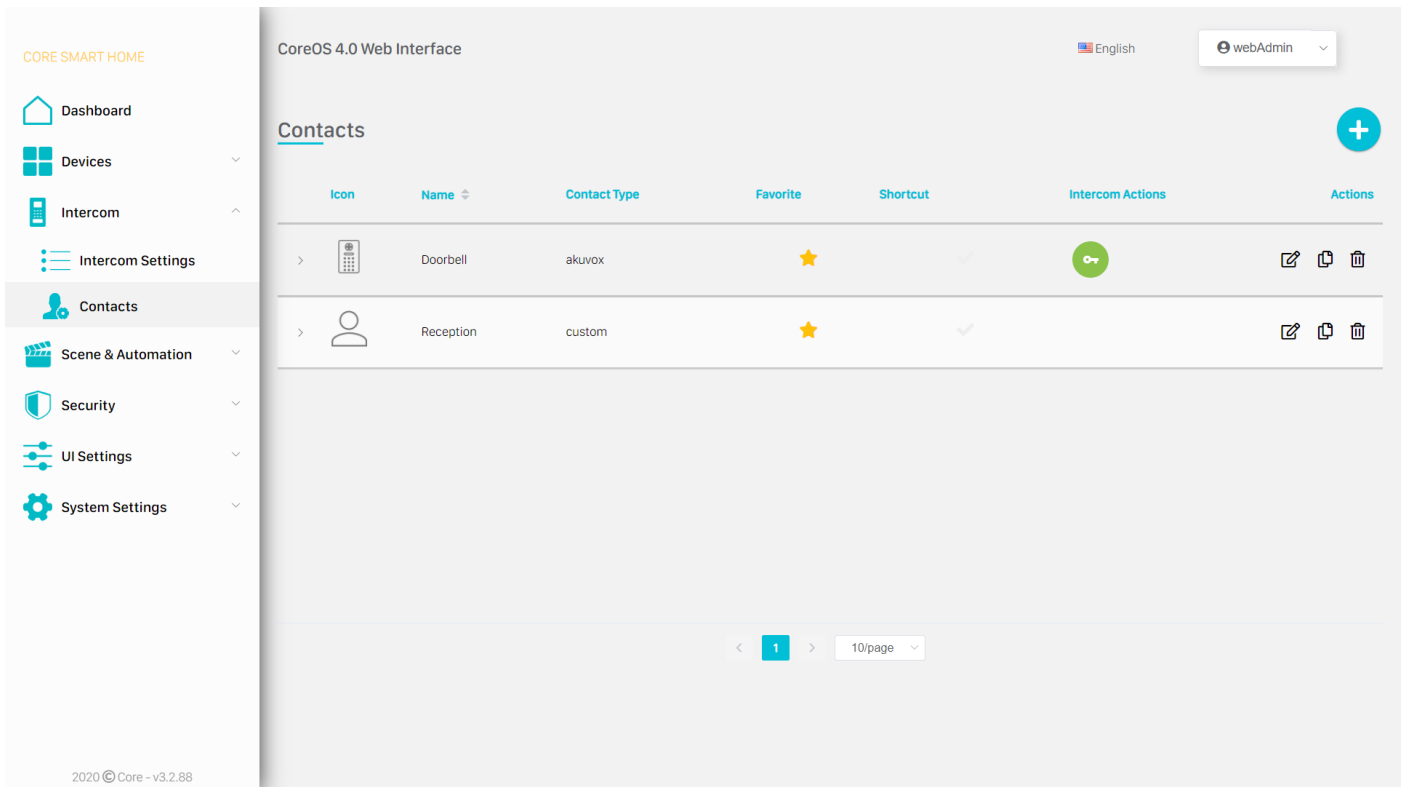 CORE SMART HOME
Dashboard
Devices
Intercom
Intercom Settings
Contacts
Scene & Automation
Security
UI Settings
System Settings
2020 © Core - v3.2.88
CoreOS 4.0 Web Interface
English
webAdmin
Contacts
Icon Name Contact Type Favorite Shortcut Intercom Actions Actions
Doorbell akuvox
Reception custom
1 10/page